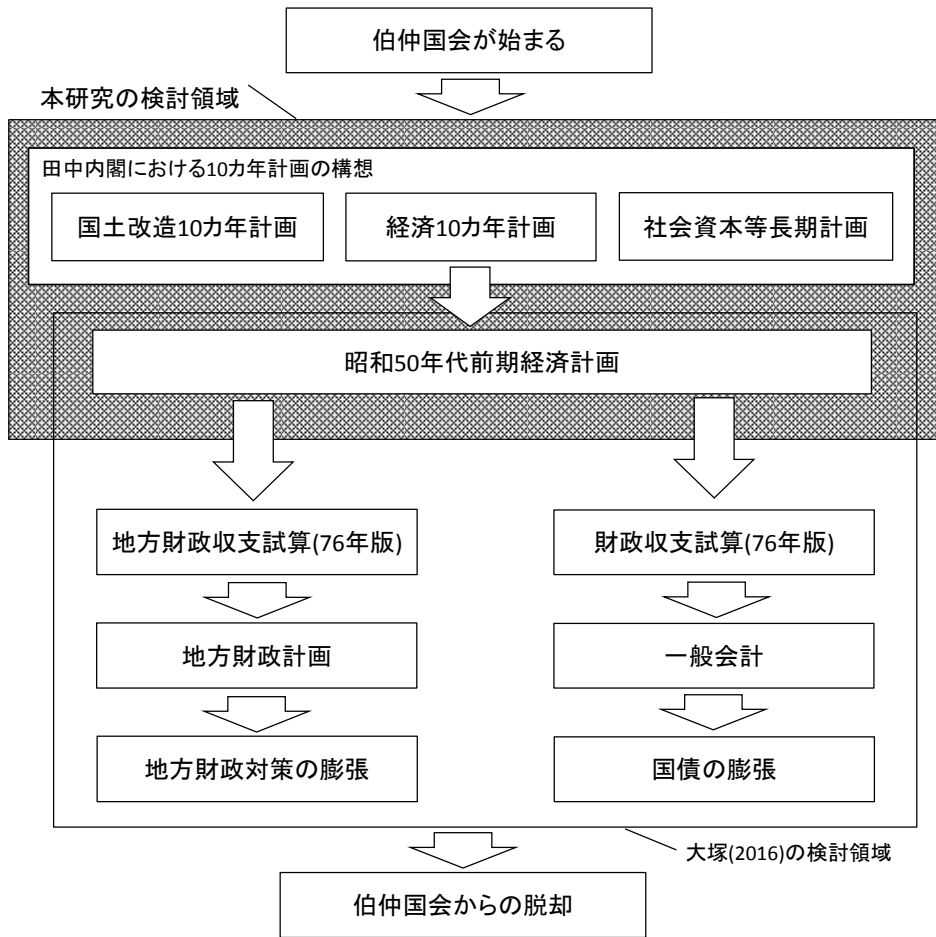 伯仲国会が始まる
本研究の検討領域
田中内閣における10カ年計画の構想
国土改造10カ年計画
経済10カ年計画
社会資本等長期計画
昭和50年代前期経済計画
地方財政収支試算(76年版)
財政収支試算(76年版)
地方財政計画
一般会計
地方財政対策の膨張
国債の膨張
大塚(2016)の検討領域
伯仲国会からの脱却